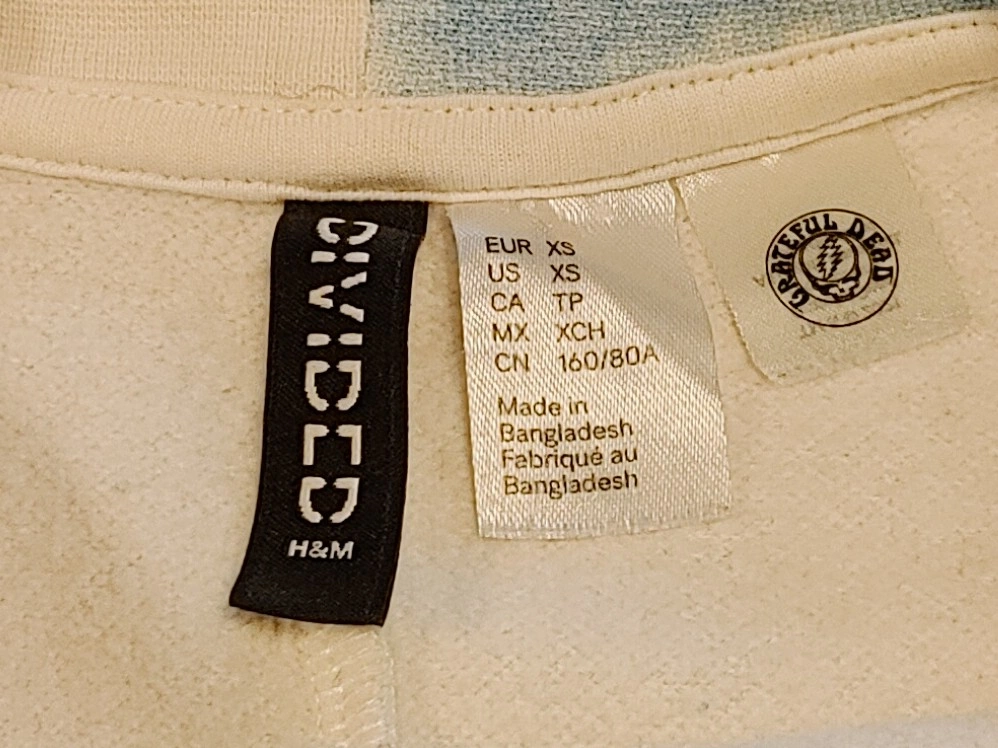 DIVIDED
H&M
EUR XS
US XS
CA TP
MX XCH
CN 160/80A
Made in
Bangladesh
Fabriqué au
Bangladesh
GRATEFUL DEAD